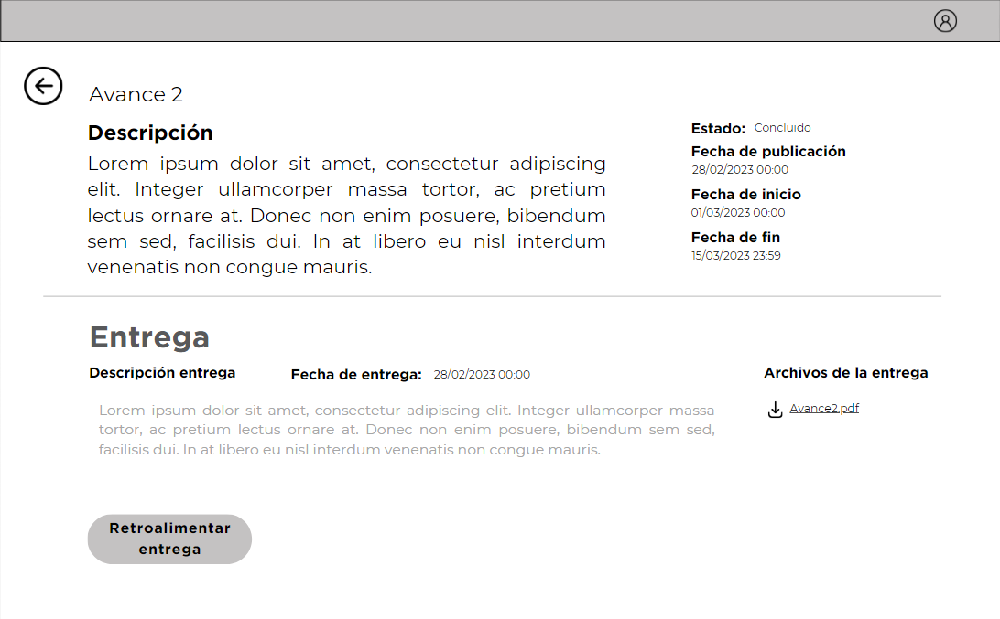 Avance 2
Descripción
Lorem ipsum dolor sit amet, consectetur adipiscing
elit. Integer ullamcorper massa tortor, ac pretium
lectus ornare at. Donec non enim posuere, bibendum
sem sed, facilisis dui. In at libero eu nisl interdum
venenatis non congue mauris.
Estado: Concluido
Fecha de publicación
28/02/2023 00:00
Fecha de inicio
01/03/2023 00:00
Fecha de fin
15/03/2023 23:59
Entrega
Descripción entrega
Fecha de entrega: 28/02/2023 00:00
Lorem ipsum dolor sit amet, consectetur adipiscing elit. Integer ullamcorper massa
tortor, ac pretium lectus ornare at. Donec non enim posuere, bibendum sem sed,
facilisis dui. In at libero eu nisl interdum venenatis non congue mauris.
Archivos de la entrega
Avance2.pdf
Retroalimentar
entrega